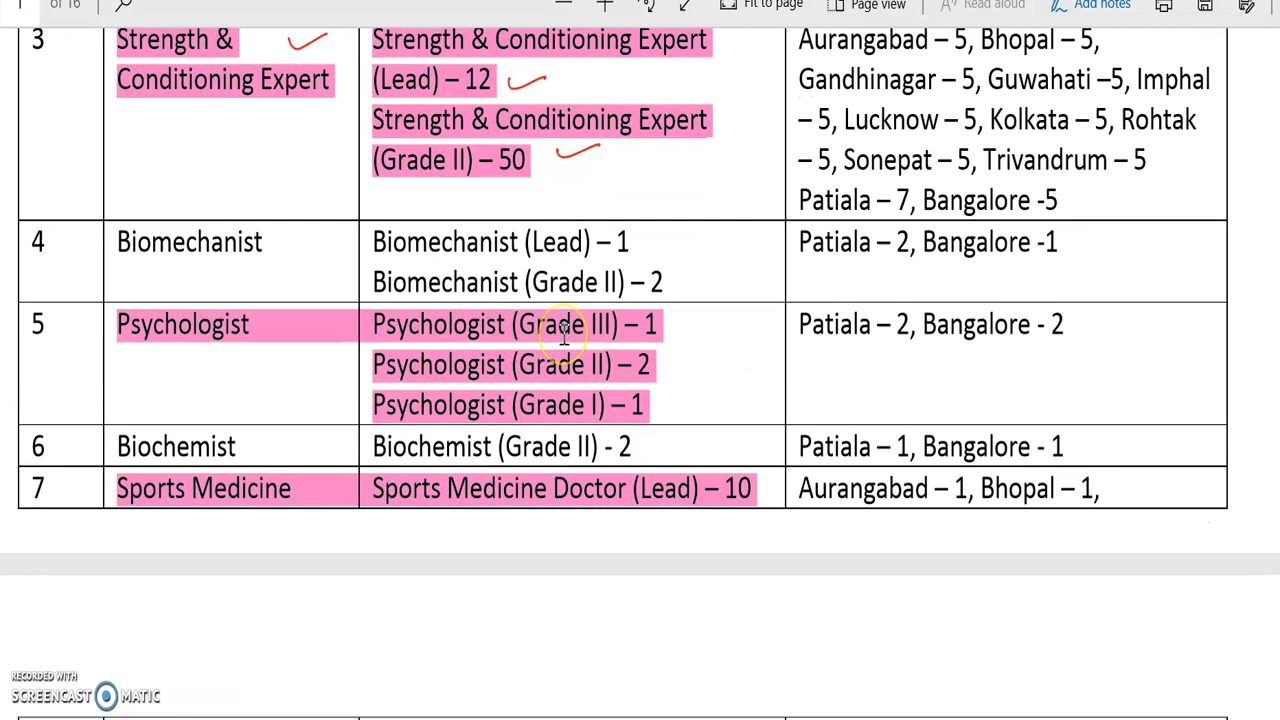 1 of 16 Fit to page Page view Read aloud Add notes
3 Strength & Strength & Conditioning Expert Aurangabad – 5, Bhopal – 5,
Conditioning Expert (Lead) – 12 Gandhinagar – 5, Guwahati –5, Imphal
Strength & Conditioning Expert – 5, Lucknow – 5, Kolkata – 5, Rohtak
(Grade II) – 50 – 5, Sonepat – 5, Trivandrum – 5
Patiala – 7, Bangalore -5
4 Biomechanist Biomechanist (Lead) – 1 Patiala – 2, Bangalore -1
Biomechanist (Grade II) – 2
5 Psychologist Psychologist (Grade III) – 1 Patiala – 2, Bangalore - 2
Psychologist (Grade II) – 2
Psychologist (Grade I) – 1
6 Biochemist Biochemist (Grade II) - 2 Patiala – 1, Bangalore - 1
7 Sports Medicine Sports Medicine Doctor (Lead) – 10 Aurangabad – 1, Bhopal – 1,
RECORDED WITH
SCREENCAST MATIC